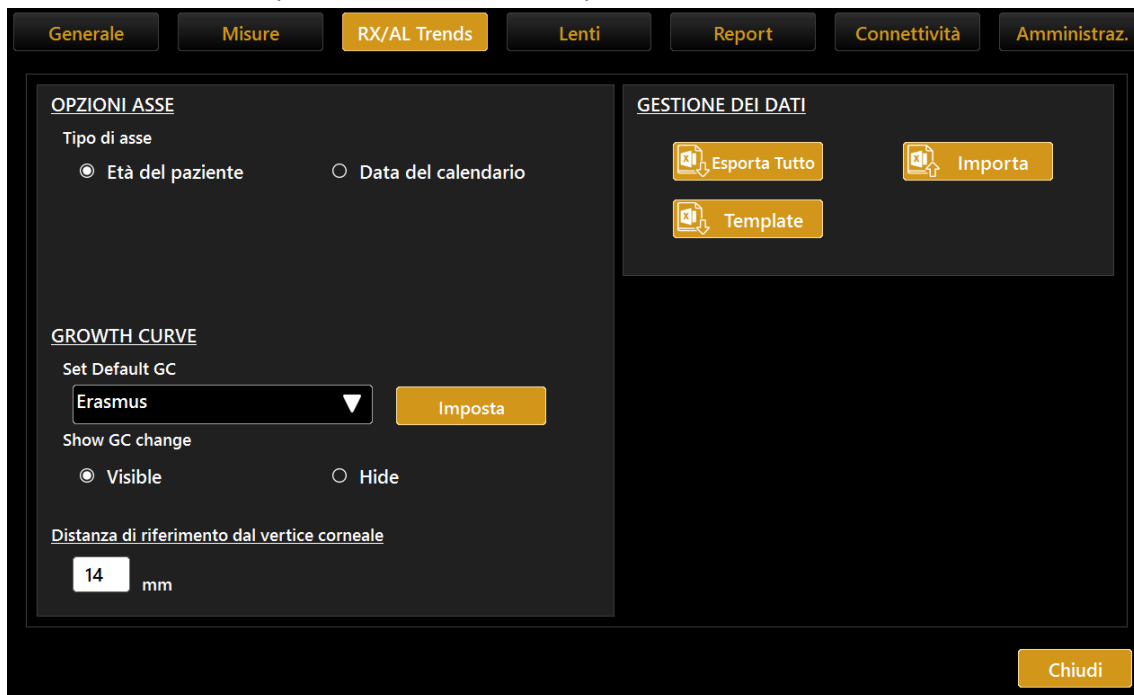 Generale
Misure
RX/AL Trends
Lenti
Report
Connettività
Amministraz.
OPZIONI ASSE
Tipo di asse
Età del paziente
Data del calendario
GROWTH CURVE
Set Default GC
Erasmus
Imposta
Show GC change
Visible
Hide
Distanza di riferimento dal vertice corneale
14 mm
GESTIONE DEI DATI
Esporta Tutto
Importa
Template
Chiudi